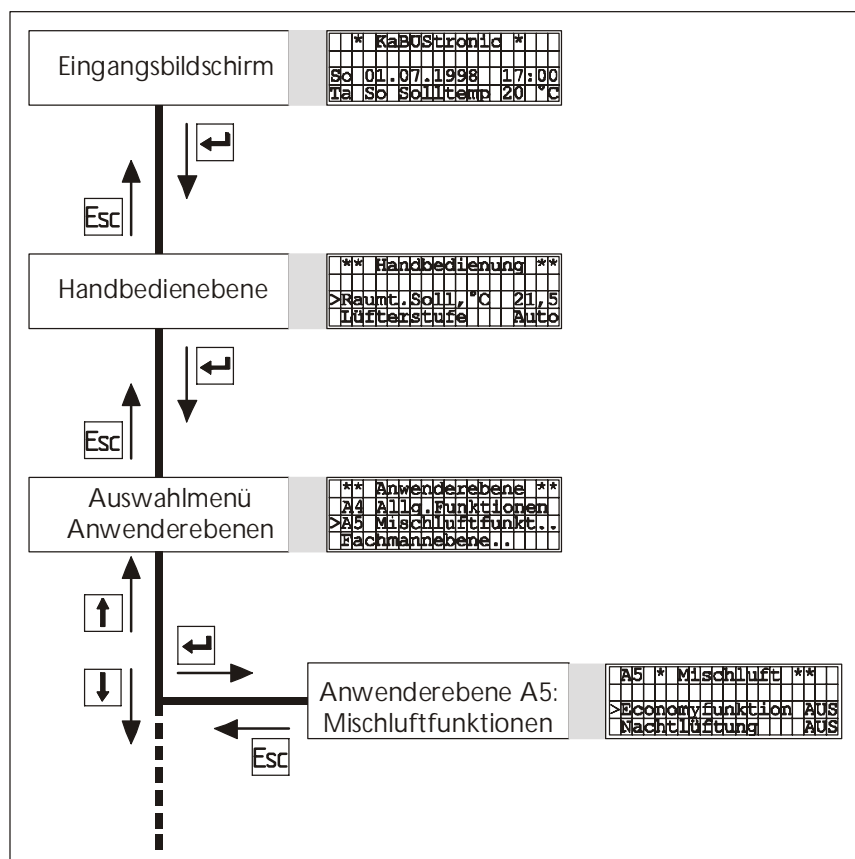 Eingangsbildschirm
* KaBUStronic *
So 01.07.1998 17:00
Ta So Solltemp 20 °C
Esc
Handbedienebene
** Handbedienung **
>Raumt.Soll,°C 21,5
Lüfterstufe Auto
Esc
Auswahlmenü
Anwenderebenen
** Anwenderebene **
A4 Allg.Funktionen
>A5 Mischluftfunkt..
Fachmannebene..
Anwenderebene A5:
Mischluftfunktionen
A5 * Mischluft **
>Economyfunktion AUS
Nachtlüftung AUS
Esc